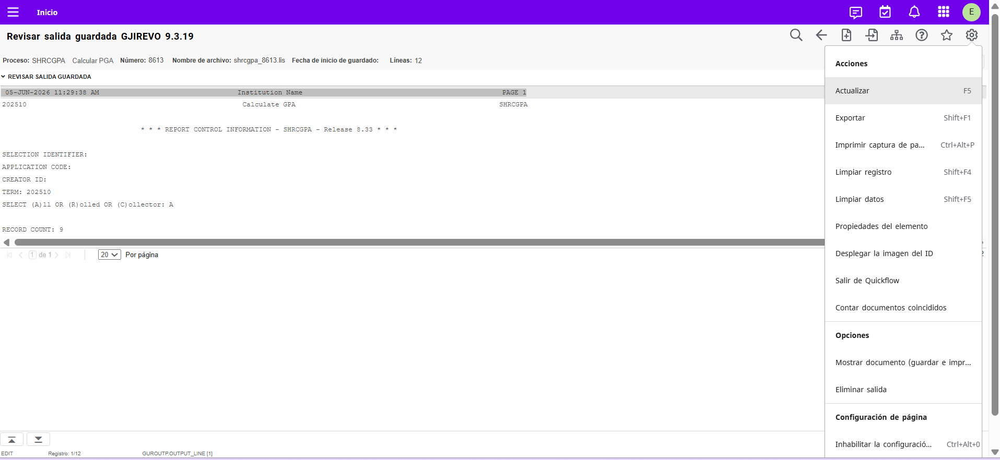 Inicio
E
Revisar salida guardada GJIREVO 9.3.19
Proceso: SHRCGPA Calcular PGA Número: 8613 Nombre de archivo: shrcgpa_8613.lis Fecha de inicio de guardado: Líneas: 12
REVISAR SALIDA GUARDADA
05-JUN-2026 11:29:38 AM Institution Name PAGE 1
202510 Calculate GPA SHRCGPA
* * * REPORT CONTROL INFORMATION - SHRCGPA - Release 8.33 * * *
SELECTION IDENTIFIER:
APPLICATION CODE:
CREATOR ID:
TERM: 202510
SELECT (A)ll OR (R)olled OR (C)ollector: A
RECORD COUNT: 9
1 de 1 20 Por página
2
Acciones
Actualizar F5
Exportar Shift+F1
Imprimir captura de pa... Ctrl+Alt+P
Limpiar registro Shift+F4
Limpiar datos Shift+F5
Propiedades del elemento
Desplegar la imagen del ID
Salir de Quickflow
Contar documentos coincididos
Opciones
Mostrar documento (guardar e impr...
Eliminar salida
Configuración de página
Inhabilitar la configuració... Ctrl+Alt+0
EDIT Registro: 1/12 GUROUTP.OUTPUT_LINE [1]